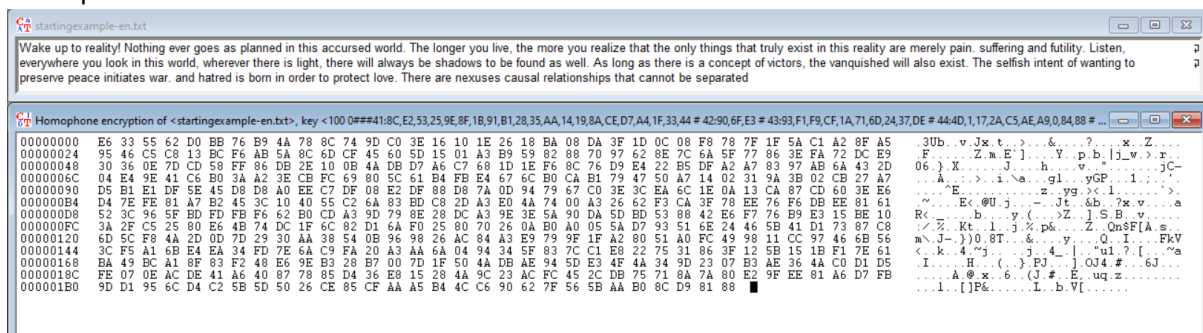 startingexample-en.txt
Wake up to reality! Nothing ever goes as planned in this accursed world. The longer you live, the more you realize that the only things that truly exist in this reality are merely pain. suffering and futility. Listen,
everywhere you look in this world, wherever there is light, there will always be shadows to be found as well. As long as there is a concept of victors, the vanquished will also exist. The selfish intent of wanting to
preserve peace initiates war. and hatred is born in order to protect love. There are nexuses causal relationships that cannot be separated
Homophone encryption of <startingexample-en.txt>, key <100 0###41:8C,E2,53,25,9E,8F,1B,91,B1,28,35,AA,14,19,8A,CE,D7,A4,1F,33,44 # 42:90,6F,E3 # 43:93,F1,F9,CF,1A,71,6D,24,37,DE # 44:4D,1,17,2A,C5,AE,A9,0,84,88 # ...
00000000 E6 33 55 62 D0 BB 76 B9 4A 78 8C 74 9D C0 3E 16 10 1E 26 18 BA 08 DA 3F 1D 0C 08 F8 78 7F 1F 5A C1 A2 8F A5
00000024 95 46 C5 C8 13 BC F6 AB 5A 8C 6D CF 45 60 5D 15 01 A3 B9 59 82 88 70 97 62 8E 7C 6A 5F 77 86 3E FA 72 DC E9
00000048 30 36 0E 7D CD 58 FF 86 DB 2E 10 0B 4A DB D7 A6 C7 68 1D 1E F6 8C 76 D9 E4 22 B5 DF A2 A7 83 97 AB 6A 43 2D
0000006C 04 E4 9E 41 C6 B0 3A A2 3E CB FC 69 80 5C 61 B4 FB E4 67 6C B0 CA B1 79 47 50 A7 14 02 31 9A 3B 02 CE 27 A7
00000090 D5 B1 E1 DF 5E 45 D8 D8 A0 EE C7 DF 08 E2 DF 88 D8 7A 0D 94 79 67 C0 3E 3C EA 6C 1E 0A 13 CA 87 CD 60 3E E6
000000B4 D4 7E FE 81 A7 B2 45 3C 10 40 55 C2 6A 83 BD C8 2D A3 E0 4A 74 00 A3 26 62 F3 CA 3F 78 EE 76 F6 DB EE 81 61
000000D8 52 3C 96 5F BD FD FB F6 62 B0 CD A3 9D 79 8E 28 DC A3 9E 3E 5A 90 DA 5D BD 53 88 42 E6 F7 76 B9 E3 15 BE 10
000000FC 3A 2F C5 25 80 E6 4B 74 DC 1F 6C 82 D1 6A F0 25 80 70 26 0A B0 A0 05 5A D7 93 51 6E 24 46 5B 41 D1 73 87 C8
00000120 6D 5C F8 4A 2D 0D 7D 29 30 AA 38 54 0B 96 98 26 AC 84 A3 E9 79 9F 1F A2 80 51 A0 FC 49 98 11 CC 97 46 6B 56
00000144 3C F5 A1 6B E4 EA 34 FD 7E 6A C9 FA 20 A3 AA 6A 04 94 34 5F 83 7C C1 E8 22 75 31 86 3F 12 5B 15 1B F1 7E 61
00000168 BA 49 BC A1 8F 83 F2 48 E6 9E B3 28 B7 00 7D 1F 50 4A DB AE 94 5D E3 4F 4A 34 9D 23 07 B3 AE 36 4A C0 D1 D5
0000018C FE 07 0E AC DE 41 A6 40 87 78 85 D4 36 E8 15 28 4A 9C 23 AC FC 45 2C DB 75 71 8A 7A 80 E2 9F EE 81 A6 D7 FB
000001B0 9D D1 95 6C D4 C2 5B 5D 50 26 CE 85 CF AA A5 B4 4C C6 90 62 7F 56 5B AA B0 8C D9 81 88